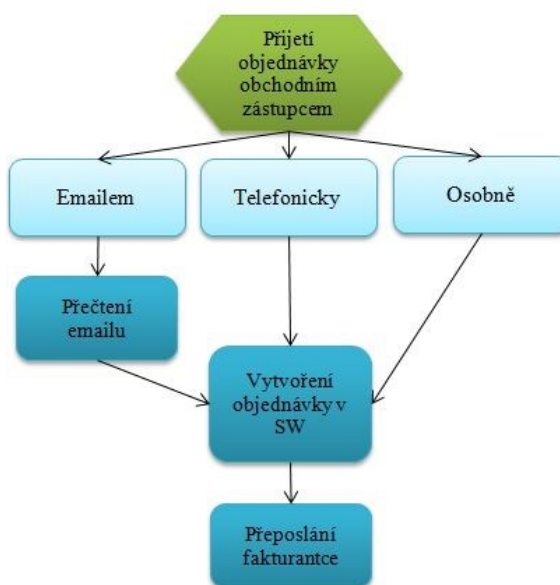 Přijetí
objednávky
obchodním
zástupcem
Emailem
Telefonicky
Osobně
Přečtení
emailu
Vytvoření
objednávky v
SW
Přeposlání
fakturantce